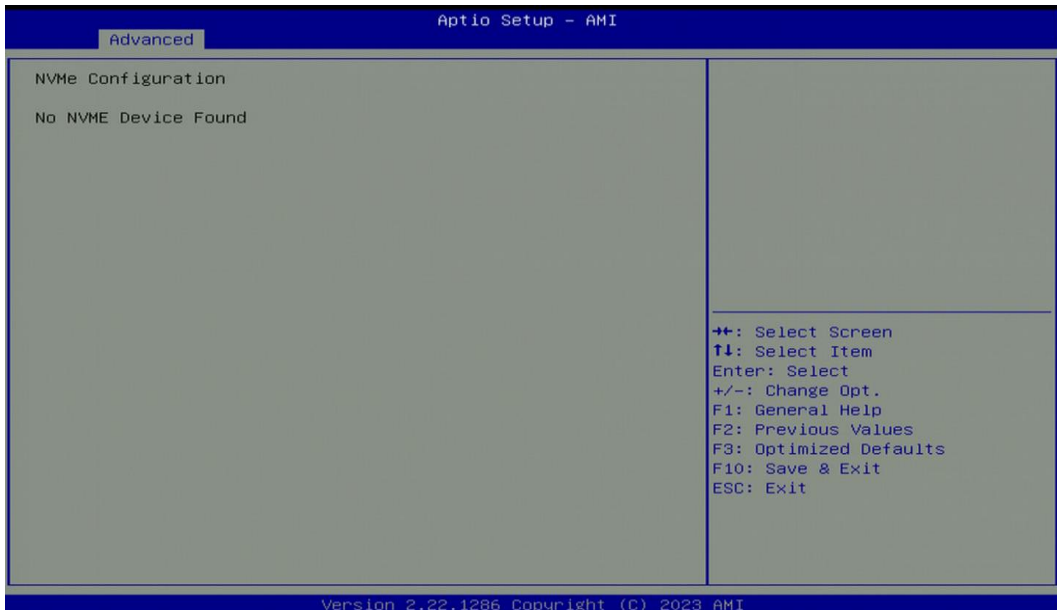 Aptio Setup – AMI
Advanced
NVMe Configuration
No NVME Device Found
→←: Select Screen
↑↓: Select Item
Enter: Select
+/-: Change Opt.
F1: General Help
F2: Previous Values
F3: Optimized Defaults
F10: Save & Exit
ESC: Exit
Version 2.22.1286 Copyright (C) 2023 AMI